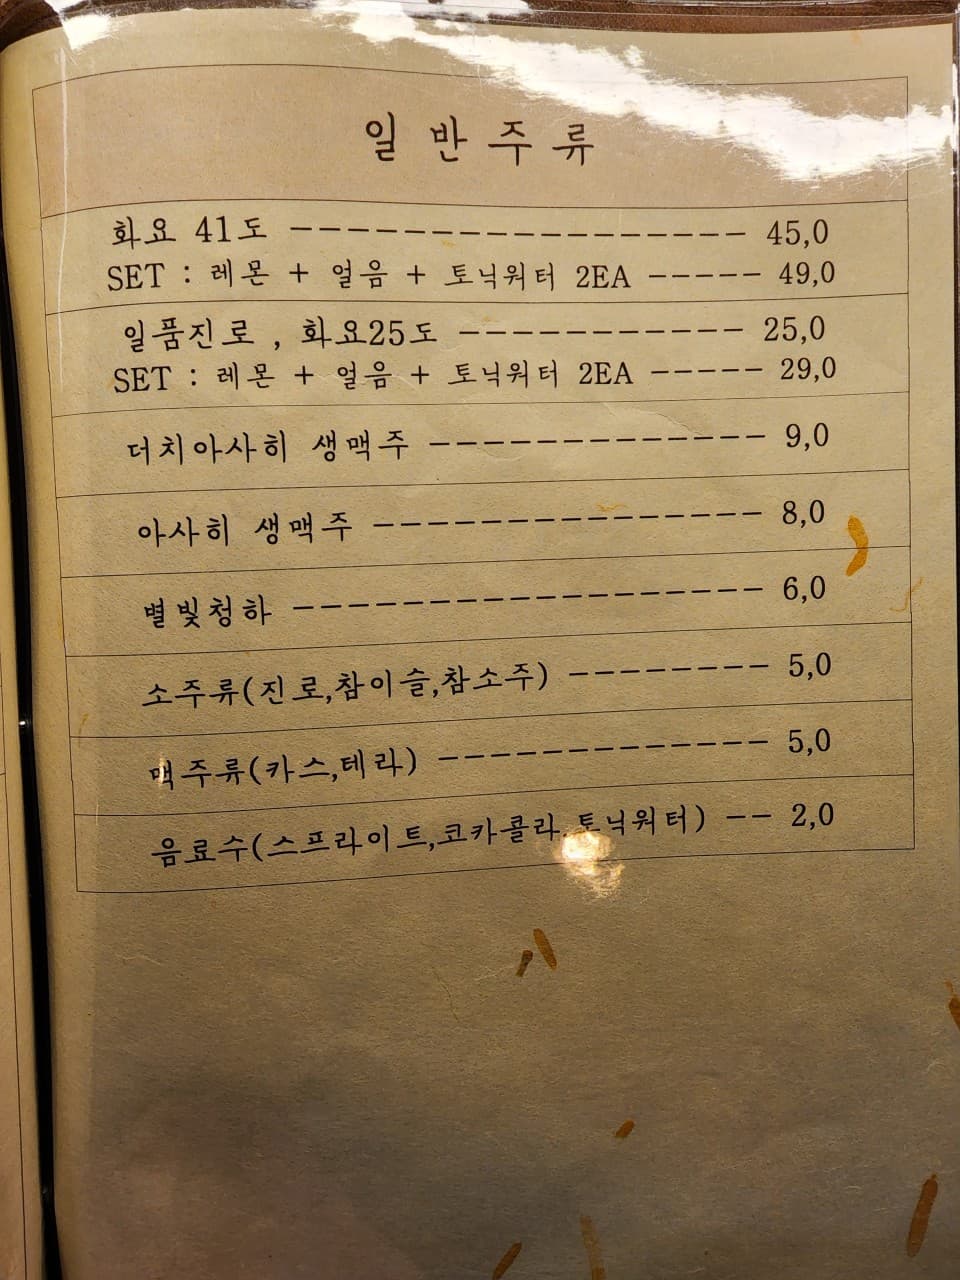 일반주류
화요 41도 ------------------ 45,0
SET : 레몬 + 얼음 + 토닉워터 2EA ----- 49,0
일품진로 , 화요25도 ----------- 25,0
SET : 레몬 + 얼음 + 토닉워터 2EA ----- 29,0
더치아사히 생맥주 ------------- 9,0
아사히 생맥주 --------------- 8,0
별빛청하 ------------------ 6,0
소주류(진로,참이슬,참소주) -------- 5,0
맥주류(카스,테라) ------------- 5,0
음료수(스프라이트,코카콜라,토닉워터) -- 2,0